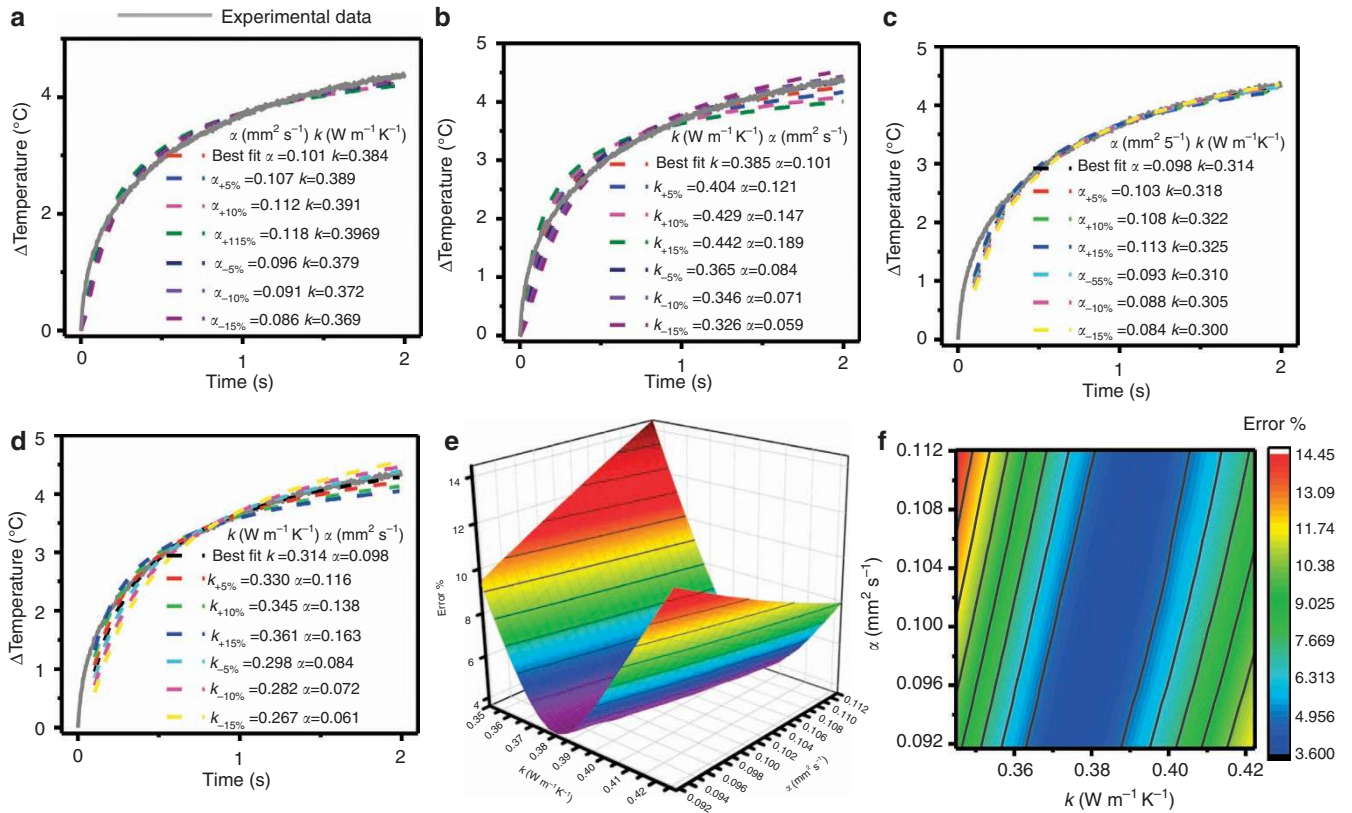 a
Experimental data
ΔTemperature (°C)
4
2
0
0
1
2
Time (s)
α (mm² s⁻¹) k (W m⁻¹ K⁻¹)
Best fit α =0.101 k=0.384
α+5% =0.107 k=0.389
α+10% =0.112 k=0.391
α+115% =0.118 k=0.3969
α−5% =0.096 k=0.379
α−10% =0.091 k=0.372
α−15% =0.086 k=0.369
b
ΔTemperature (°C)
5
4
3
2
1
0
0
1
2
Time (s)
k (W m⁻¹ K⁻¹) α (mm² s⁻¹)
Best fit k=0.385 α=0.101
k+5% =0.404 α=0.121
k+10% =0.429 α=0.147
k+15% =0.442 α=0.189
k−5% =0.365 α=0.084
k−10% =0.346 α=0.071
k−15% =0.326 α=0.059
c
ΔTemperature (°C)
5
4
3
2
1
0
0
1
2
Time (s)
α (mm² 5⁻¹) k (W m⁻¹K⁻¹)
Best fit α=0.098 k=0.314
α+5% =0.103 k=0.318
α+10% =0.108 k=0.322
α+15% =0.113 k=0.325
α−55% =0.093 k=0.310
α−10% =0.088 k=0.305
α−15% =0.084 k=0.300
d
ΔTemperature (°C)
5
4
3
2
1
0
0
1
2
Time (s)
k (W m⁻¹ K⁻¹) α (mm² s⁻¹)
Best fit k=0.314 α=0.098
k+5% =0.330 α=0.116
k+10% =0.345 α=0.138
k+15% =0.361 α=0.163
k−5% =0.298 α=0.084
k−10% =0.282 α=0.072
k−15% =0.267 α=0.061
e
Error %
14
12
10
8
6
4
0.35
0.36
0.37
0.38
0.39
0.40
0.41
0.42
k (W m⁻¹K⁻¹)
0.112
0.110
0.108
0.106
0.104
0.102
0.100
0.098
0.096
0.094
0.092
α (mm² s⁻¹)
f
Error %
α (mm² s⁻¹)
0.112
0.108
0.104
0.100
0.096
0.092
0.36
0.38
0.40
0.42
k (W m⁻¹ K⁻¹)
14.45
13.09
11.74
10.38
9.025
7.669
6.313
4.956
3.600